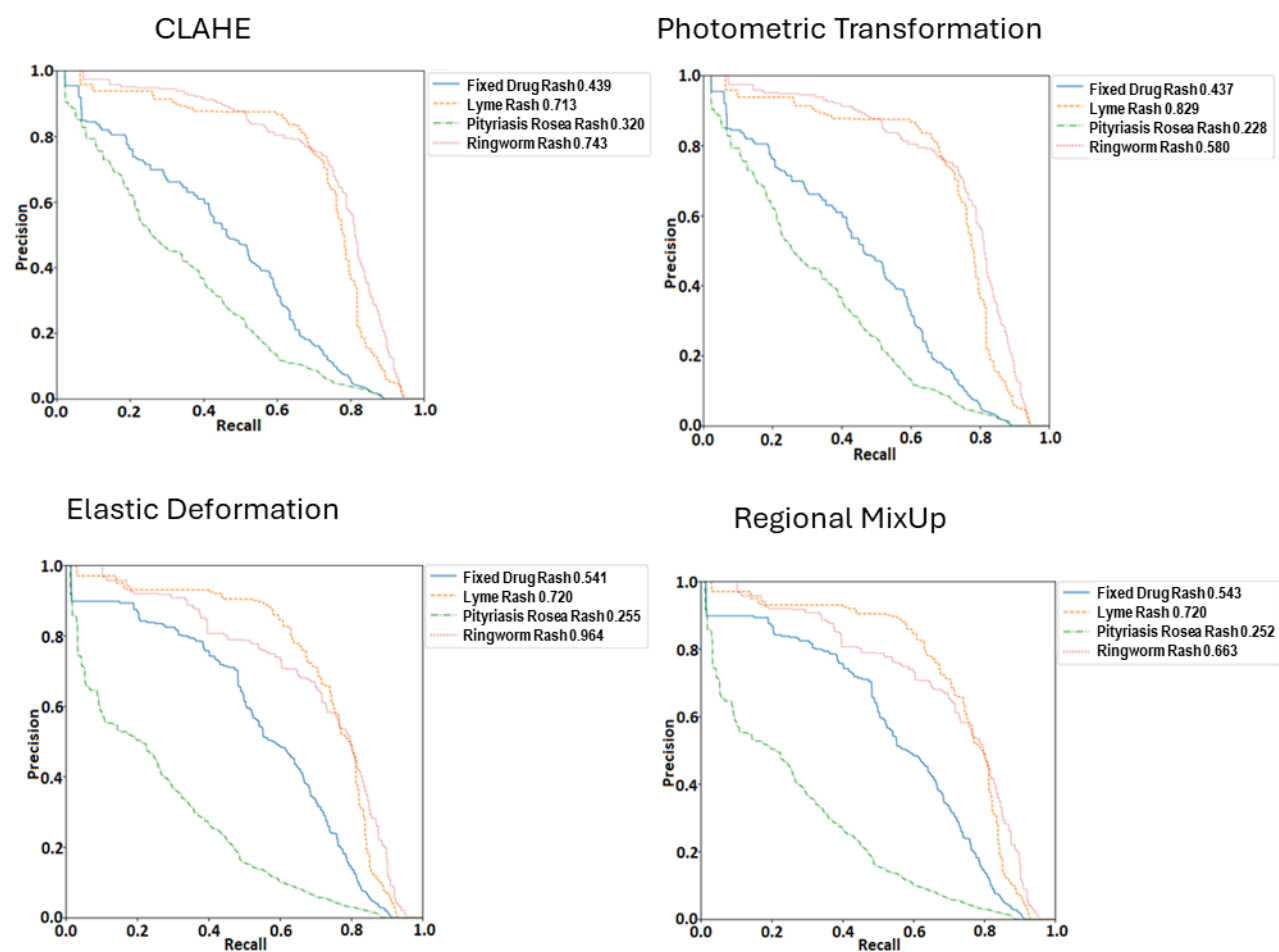 CLAHE
1.0
0.8
0.6
0.4
0.2
0.0
Precision
0.0 0.2 0.4 0.6 0.8 1.0
Recall
Fixed Drug Rash 0.439
Lyme Rash 0.713
Pityriasis Rosea Rash 0.320
Ringworm Rash 0.743
Photometric Transformation
1.0
0.8
0.6
0.4
0.2
0.0
Precision
0.0 0.2 0.4 0.6 0.8 1.0
Recall
Fixed Drug Rash 0.437
Lyme Rash 0.829
Pityriasis Rosea Rash 0.228
Ringworm Rash 0.580
Elastic Deformation
1.0
0.8
0.6
0.4
0.2
0.0
Precision
0.0 0.2 0.4 0.6 0.8 1.0
Recall
Fixed Drug Rash 0.541
Lyme Rash 0.720
Pityriasis Rosea Rash 0.255
Ringworm Rash 0.964
Regional MixUp
1.0
0.8
0.6
0.4
0.2
0.0
Precision
0.0 0.2 0.4 0.6 0.8 1.0
Recall
Fixed Drug Rash 0.543
Lyme Rash 0.720
Pityriasis Rosea Rash 0.252
Ringworm Rash 0.663